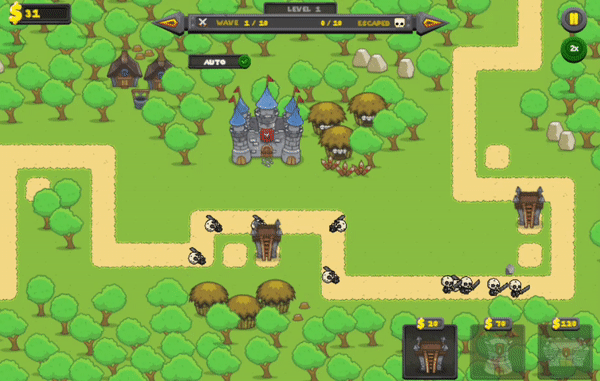 $31
LEVEL 1
WAVE 1 / 10 0 / 10 ESCAPED
2x
AUTO
$ 20 $ 70 $ 120